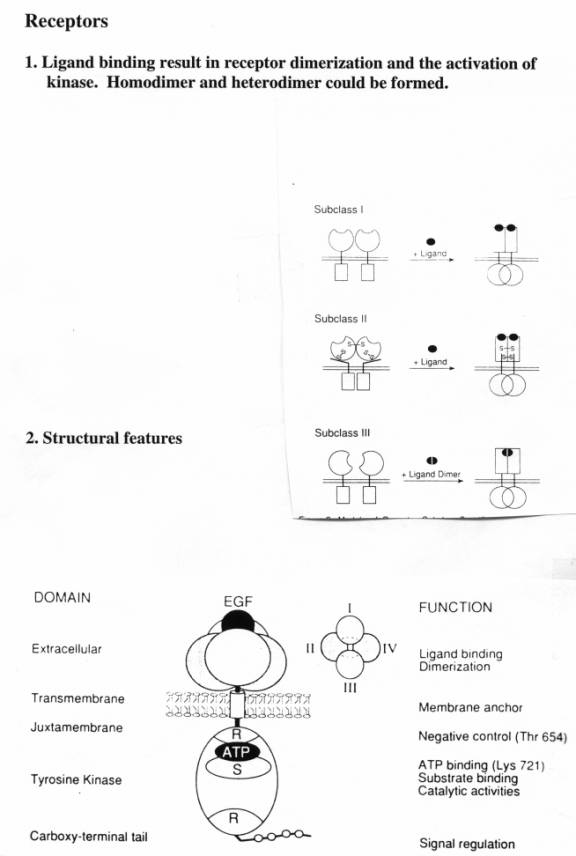 Receptors
1. Ligand binding result in receptor dimerization and the activation of
kinase. Homodimer and heterodimer could be formed.
Subclass I
+ Ligand
Subclass II
S S
S S
+ Ligand
S S
S S
2. Structural features
Subclass III
+ Ligand Dimer
DOMAIN
EGF
I
FUNCTION
Extracellular
II
IV
Ligand binding
Dimerization
III
Transmembrane
Membrane anchor
Juxtamembrane
R
Negative control (Thr 654)
ATP
ATP binding (Lys 721)
S
Tyrosine Kinase
Substrate binding
Catalytic activities
R
Carboxy-terminal tail
Signal regulation